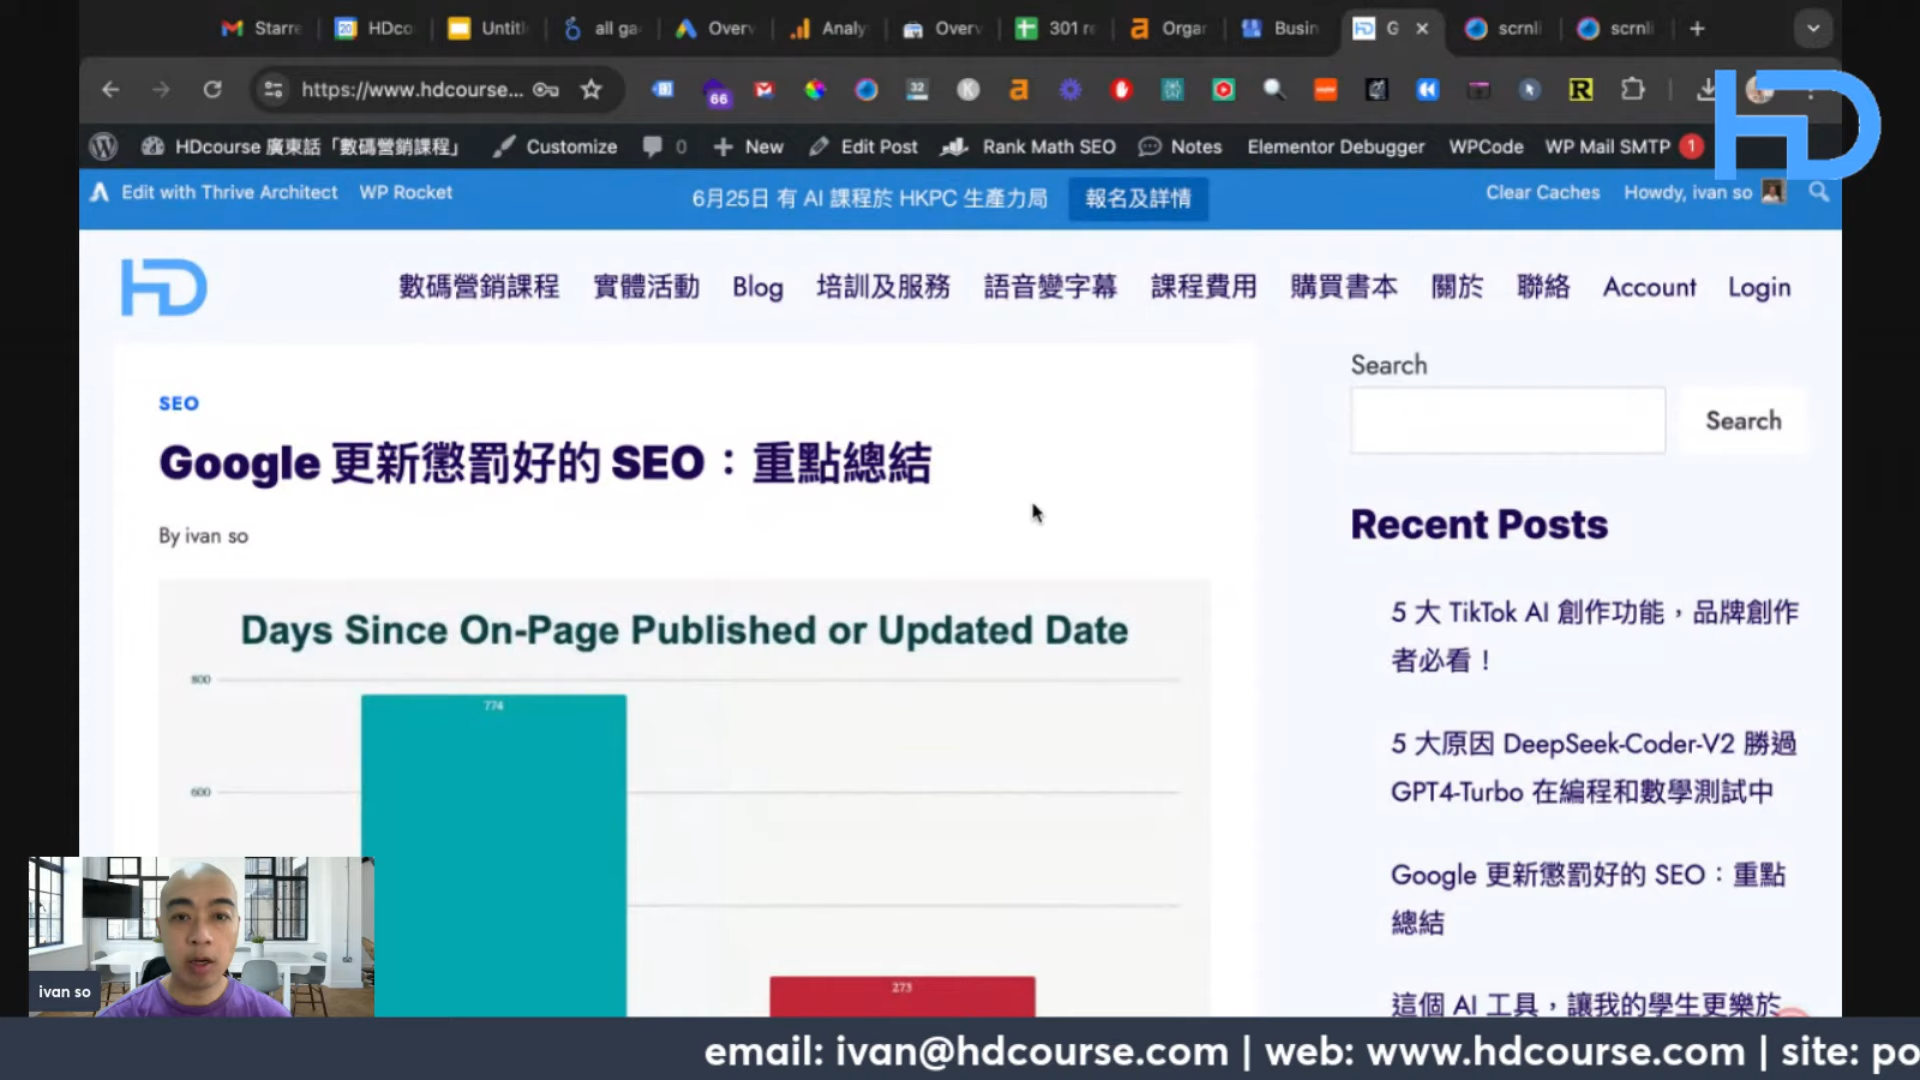 Starre
HDco
Untitl
all ga
Overv
Analy
Overv
301 re
Orgar
Busin
G
scrnli
scrnli
https://www.hdcourse...
66
32
K
R
HDcourse 廣東話「數碼營銷課程」
Customize
0
New
Edit Post
Rank Math SEO
Notes
Elementor Debugger
WPCode
WP Mail SMTP
1
HD
Edit with Thrive Architect
WP Rocket
6月25日 有 AI 課程於 HKPC 生產力局
報名及詳情
Clear Caches
Howdy, ivan so
HD
數碼營銷課程
實體活動
Blog
培訓及服務
語音變字幕
課程費用
購買書本
關於
聯絡
Account
Login
SEO
Google 更新懲罰好的 SEO：重點總結
By ivan so
Days Since On-Page Published or Updated Date
800
774
600
273
Search
Search
Recent Posts
5 大 TikTok AI 創作功能，品牌創作
者必看！
5 大原因 DeepSeek-Coder-V2 勝過
GPT4-Turbo 在編程和數學測試中
Google 更新懲罰好的 SEO：重點
總結
這個 AI 工具，讓我的學生更樂於
ivan so
email: ivan@hdcourse.com | web: www.hdcourse.com | site: po